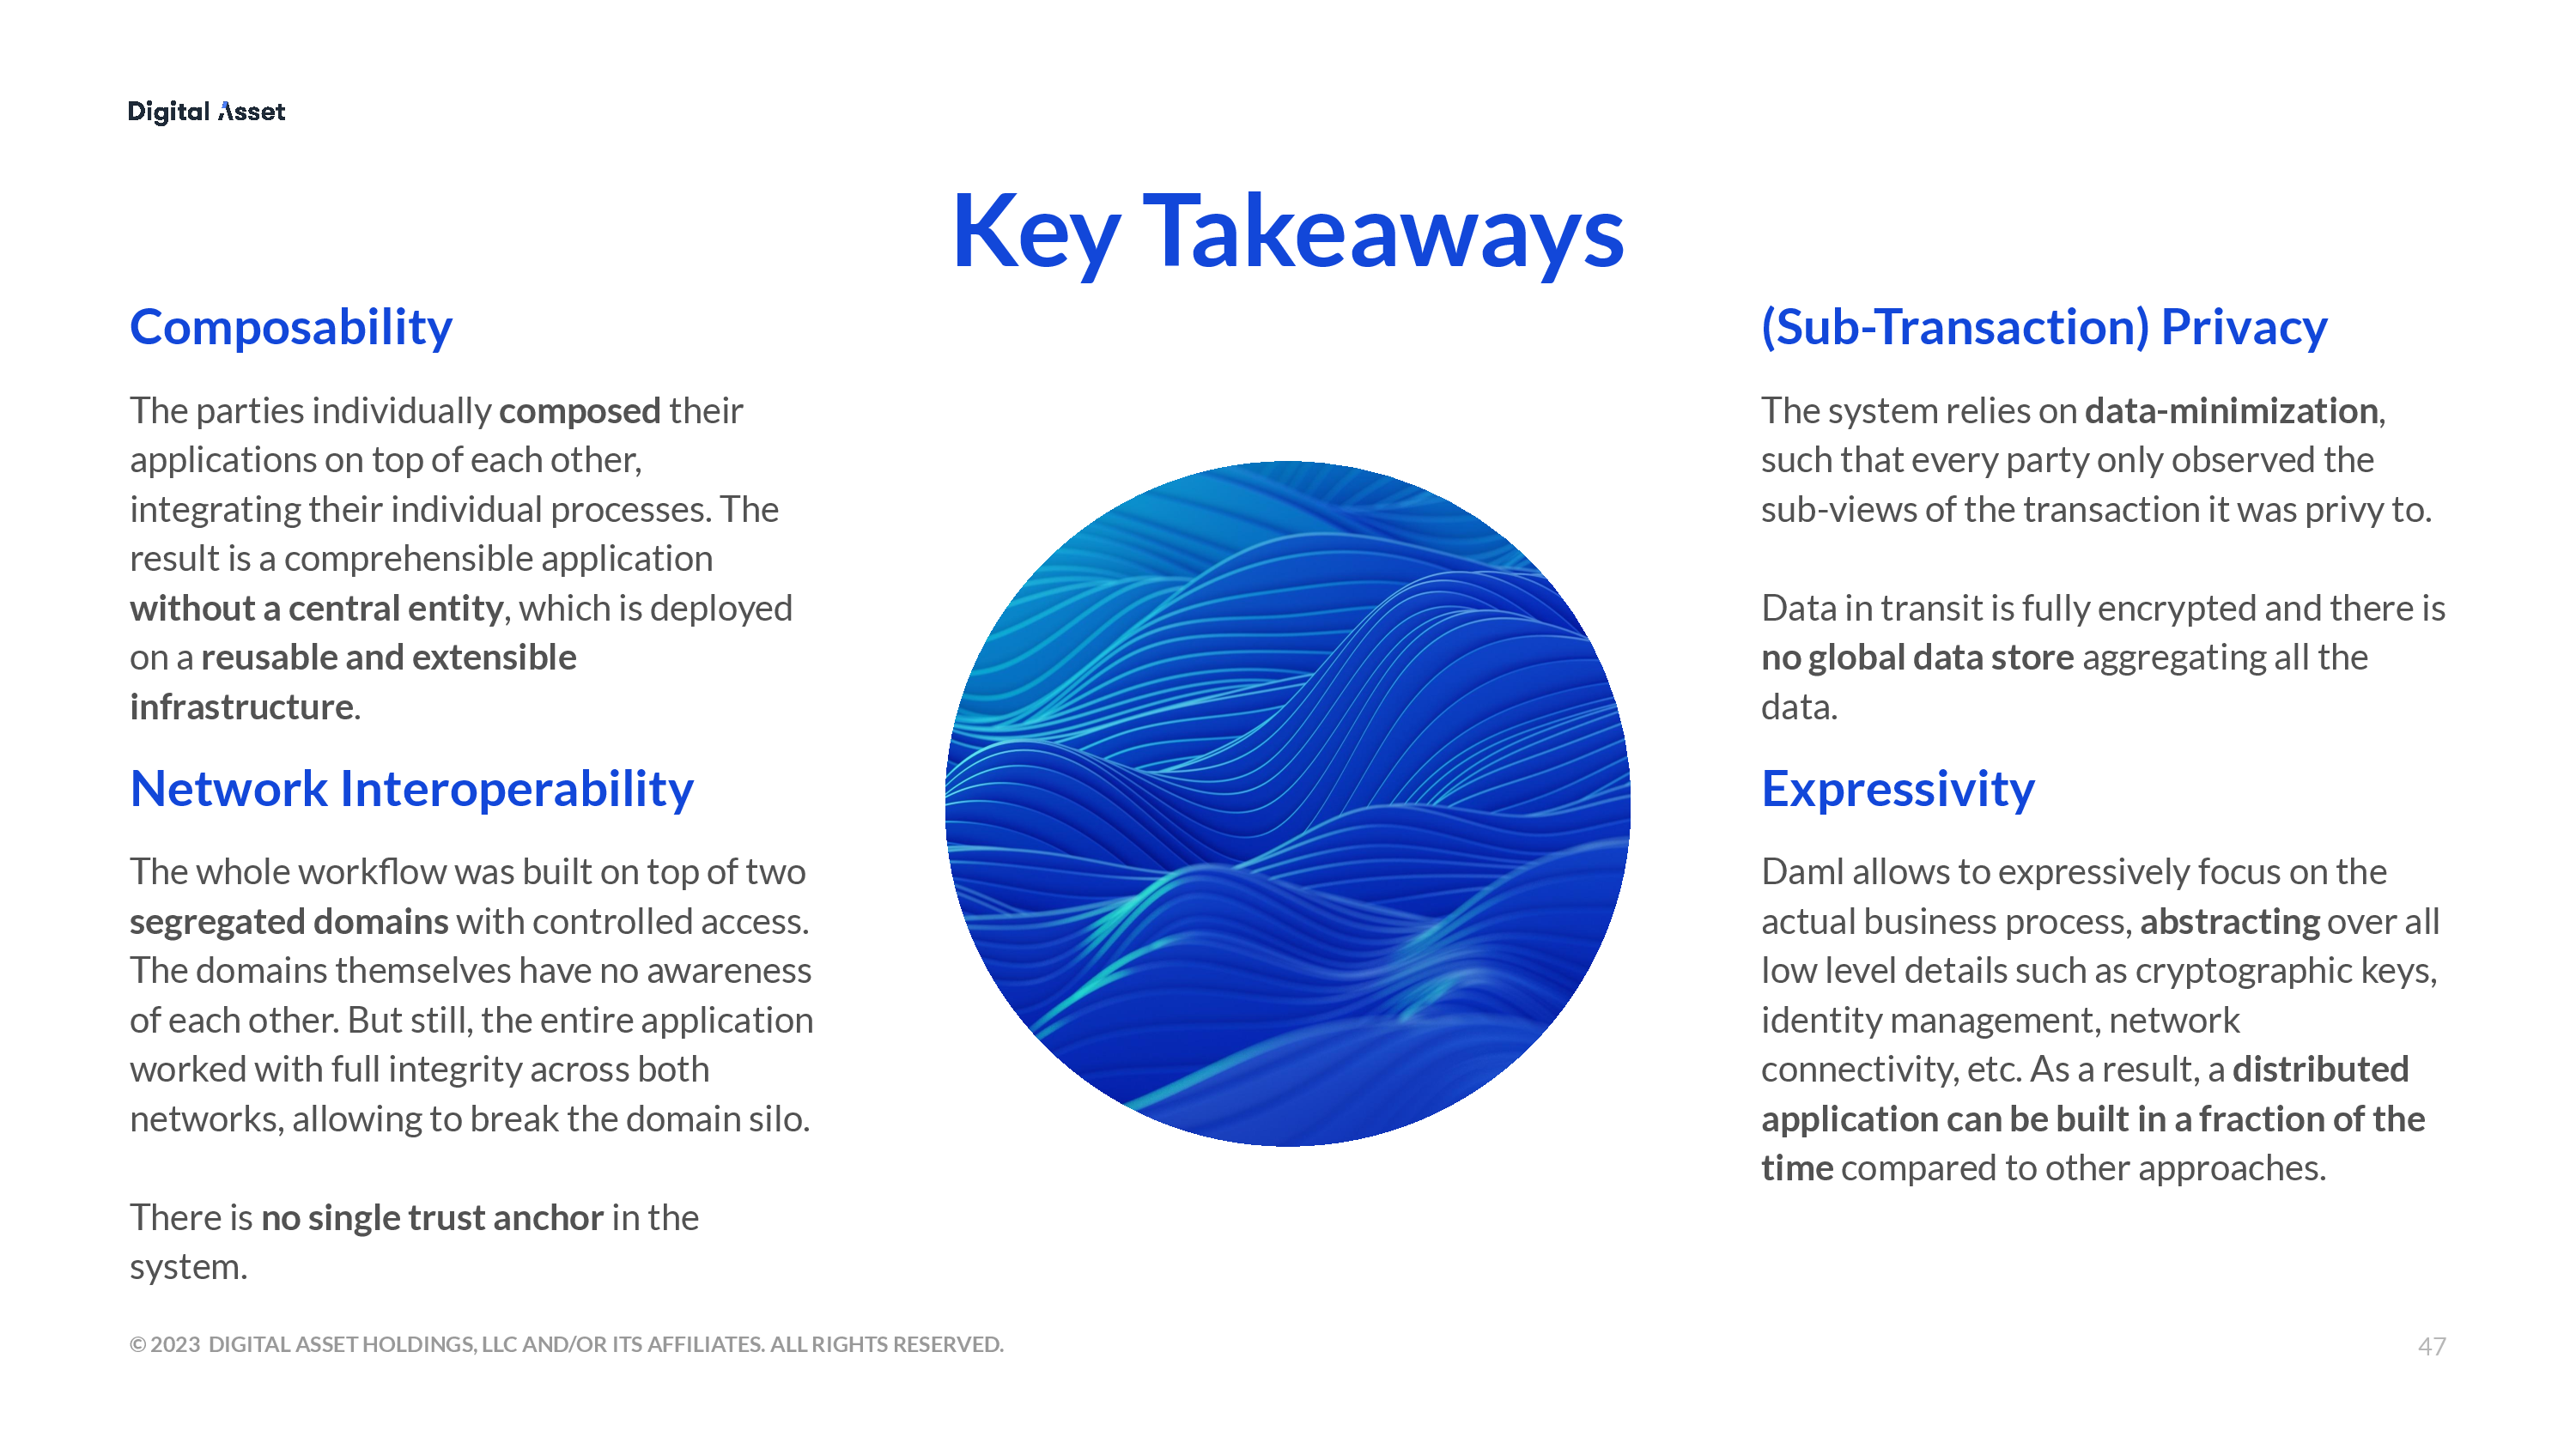 Digital Asset
Key Takeaways
Composability
The parties individually composed their
applications on top of each other,
integrating their individual processes. The
result is a comprehensible application
without a central entity, which is deployed
on a reusable and extensible
infrastructure.
Network Interoperability
The whole workflow was built on top of two
segregated domains with controlled access.
The domains themselves have no awareness
of each other. But still, the entire application
worked with full integrity across both
networks, allowing to break the domain silo.
There is no single trust anchor in the
system.
(Sub-Transaction) Privacy
The system relies on data-minimization,
such that every party only observed the
sub-views of the transaction it was privy to.
Data in transit is fully encrypted and there is
no global data store aggregating all the
data.
Expressivity
Daml allows to expressively focus on the
actual business process, abstracting over all
low level details such as cryptographic keys,
identity management, network
connectivity, etc. As a result, a distributed
application can be built in a fraction of the
time compared to other approaches.
© 2023 DIGITAL ASSET HOLDINGS, LLC AND/OR ITS AFFILIATES. ALL RIGHTS RESERVED.
47